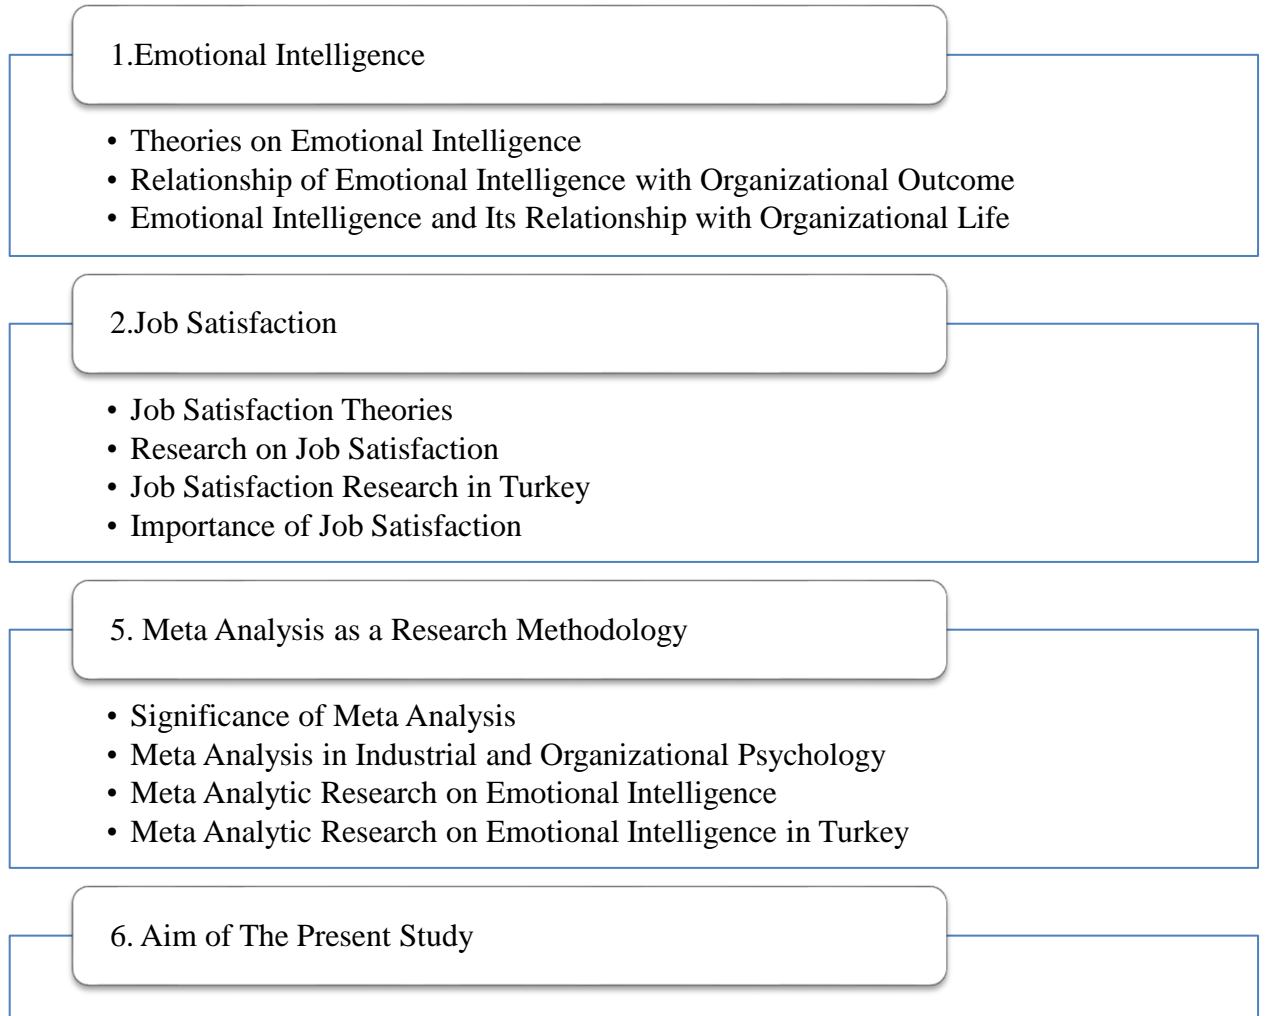 1.Emotional Intelligence
• Theories on Emotional Intelligence
• Relationship of Emotional Intelligence with Organizational Outcome
• Emotional Intelligence and Its Relationship with Organizational Life
2.Job Satisfaction
• Job Satisfaction Theories
• Research on Job Satisfaction
• Job Satisfaction Research in Turkey
• Importance of Job Satisfaction
5. Meta Analysis as a Research Methodology
• Significance of Meta Analysis
• Meta Analysis in Industrial and Organizational Psychology
• Meta Analytic Research on Emotional Intelligence
• Meta Analytic Research on Emotional Intelligence in Turkey
6. Aim of The Present Study